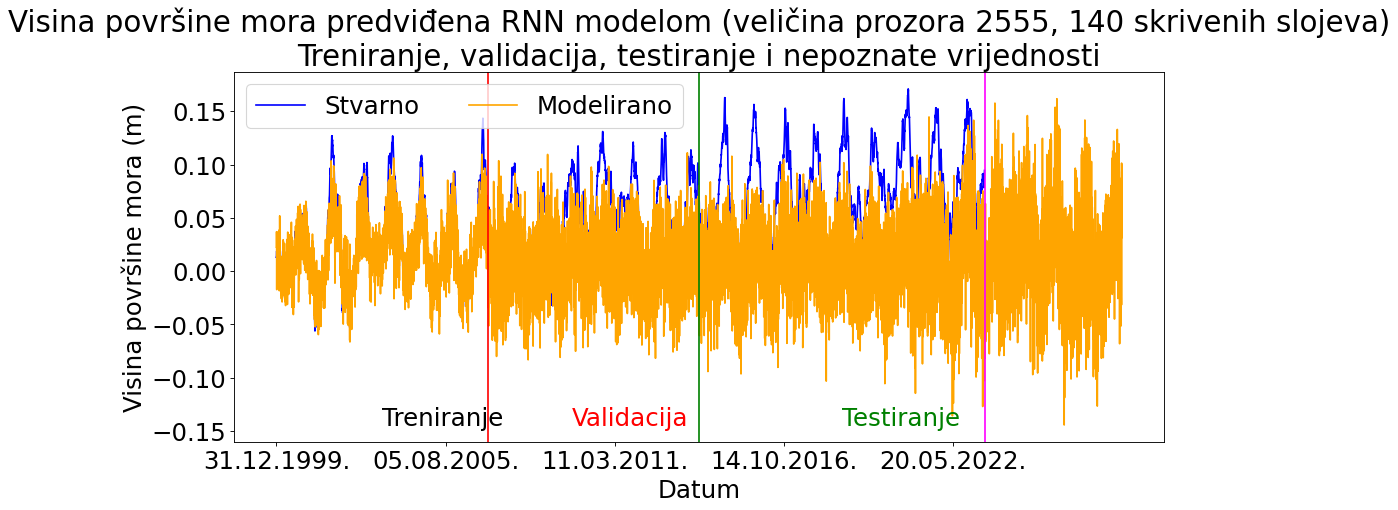 Visina površine mora predviđena RNN modelom (veličina prozora 2555, 140 skrivenih slojeva)
Treniranje, validacija, testiranje i nepoznate vrijednosti
Stvarno
Modelirano
Visina površine mora (m)
0.15
0.10
0.05
0.00
−0.05
−0.10
−0.15
Treniranje
Validacija
Testiranje
31.12.1999.
05.08.2005.
11.03.2011.
14.10.2016.
20.05.2022.
Datum